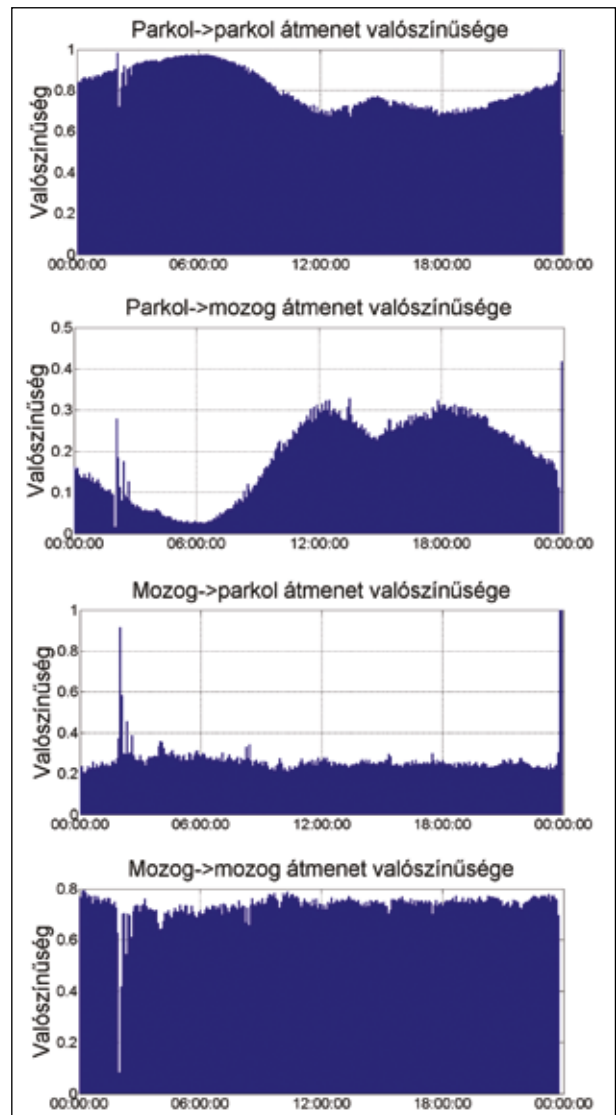 Parkol->parkol átmenet valószínűsége
Valószínűség
1
0.8
0.6
0.4
0.2
0
00:00:00 06:00:00 12:00:00 18:00:00 00:00:00
Parkol->mozog átmenet valószínűsége
Valószínűség
0.5
0.4
0.3
0.2
0.1
0
00:00:00 06:00:00 12:00:00 18:00:00 00:00:00
Mozog->parkol átmenet valószínűsége
Valószínűség
1
0.8
0.6
0.4
0.2
0
00:00:00 06:00:00 12:00:00 18:00:00 00:00:00
Mozog->mozog átmenet valószínűsége
Valószínűség
0.8
0.6
0.4
0.2
0
00:00:00 06:00:00 12:00:00 18:00:00 00:00:00